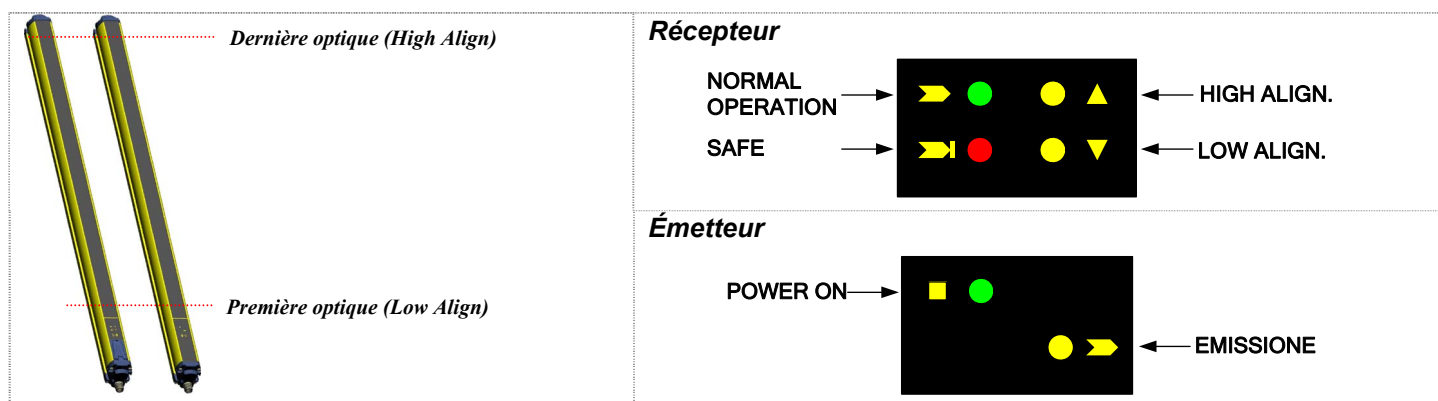 Dernière optique (High Align)
Première optique (Low Align)
Récepteur
NORMAL
OPERATION
HIGH ALIGN.
SAFE
LOW ALIGN.
Émetteur
POWER ON
EMISSIONE